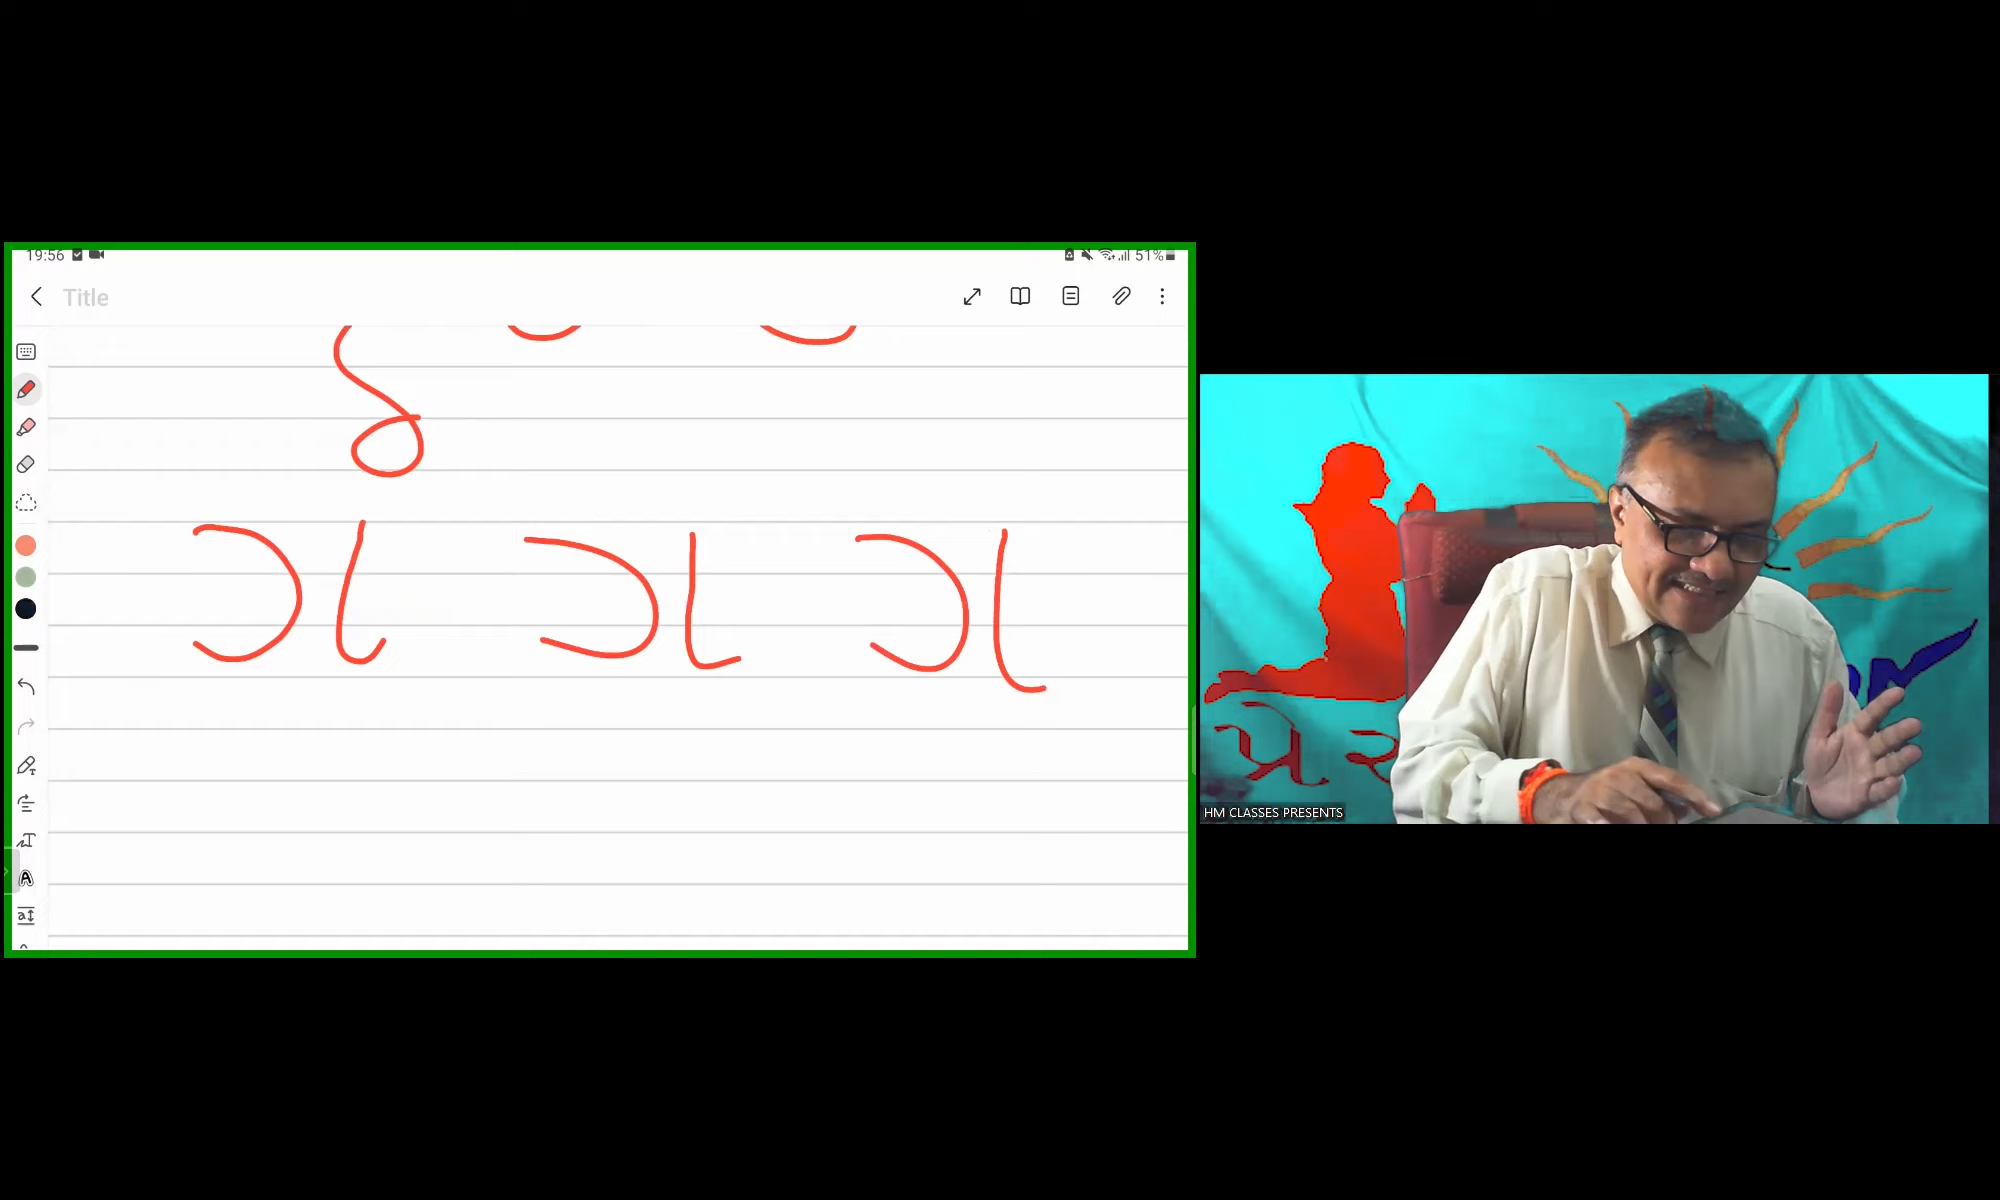 19:56 51%
Title
ગ ગ ગ
પ્રેર
HM CLASSES PRESENTS